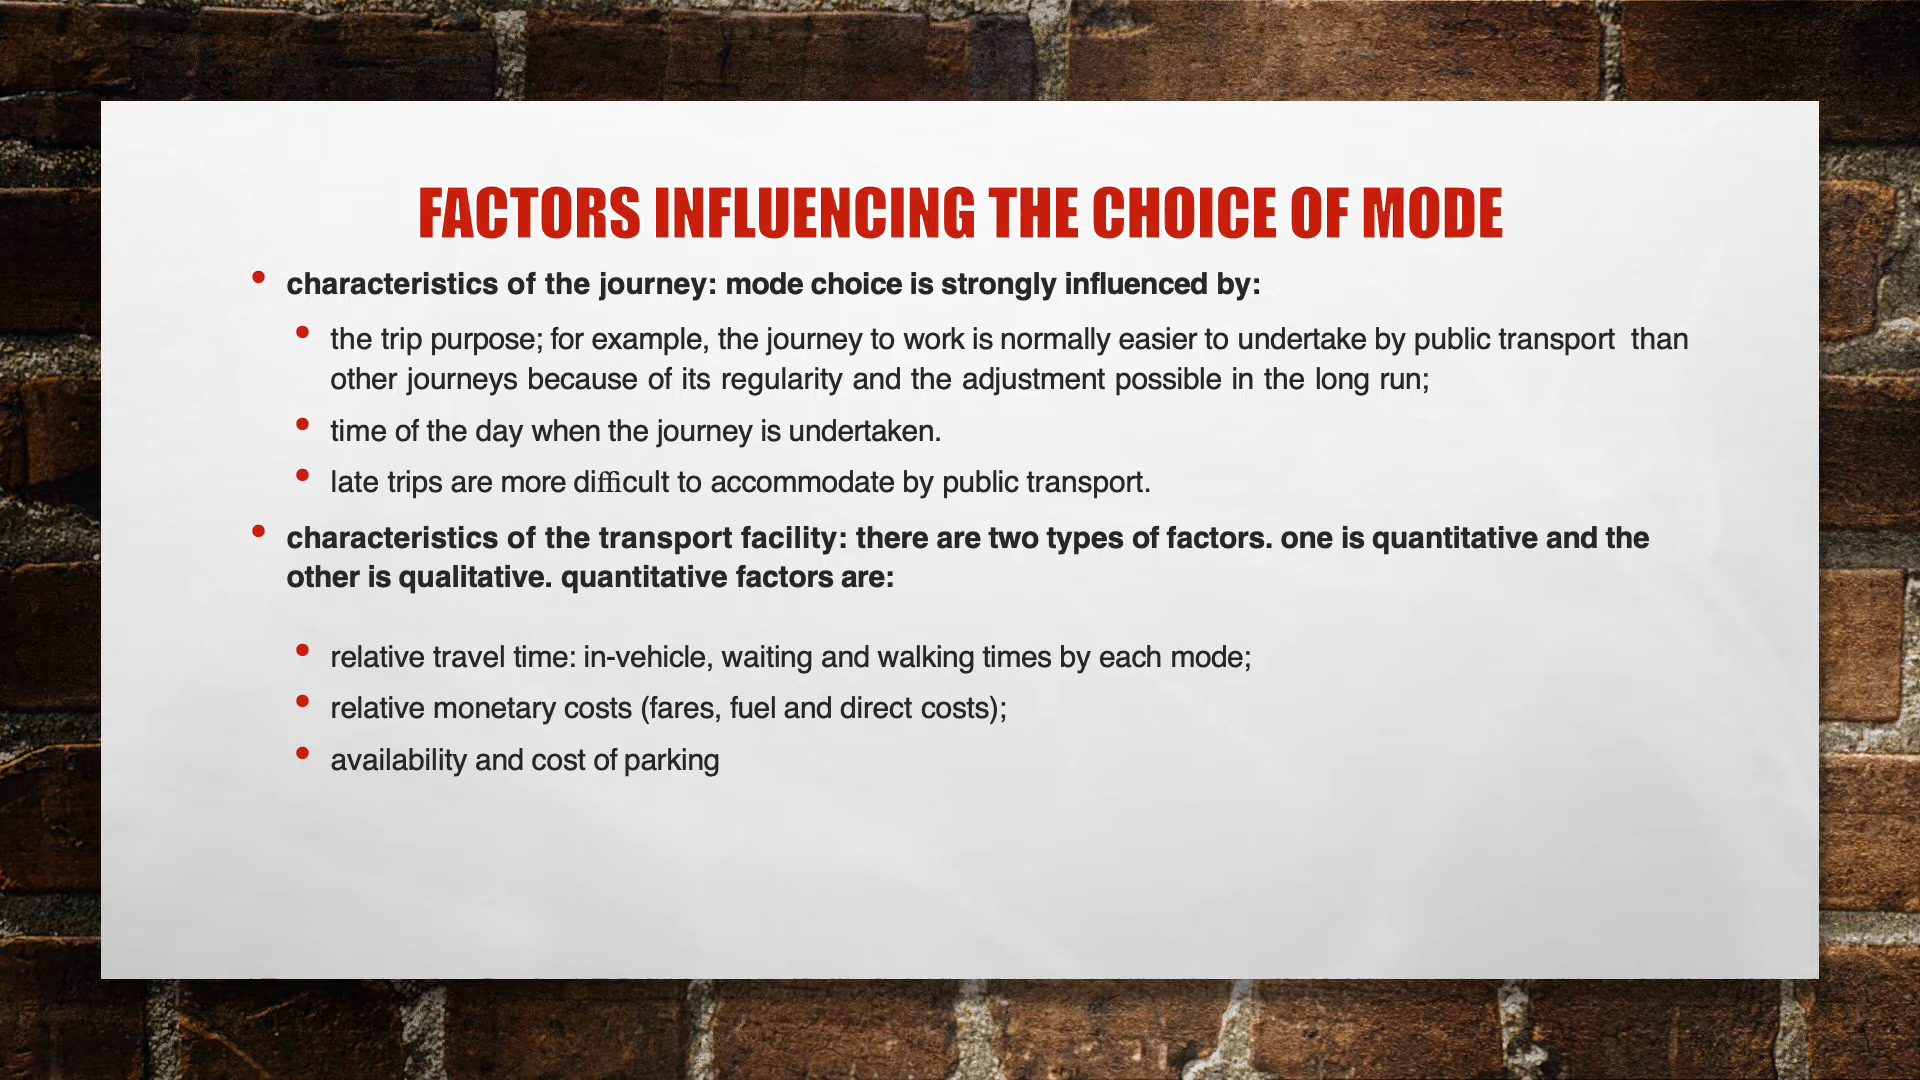 FACTORS INFLUENCING THE CHOICE OF MODE
• characteristics of the journey: mode choice is strongly influenced by:
• the trip purpose; for example, the journey to work is normally easier to undertake by public transport than
other journeys because of its regularity and the adjustment possible in the long run;
• time of the day when the journey is undertaken.
• late trips are more difficult to accommodate by public transport.
• characteristics of the transport facility: there are two types of factors. one is quantitative and the
other is qualitative. quantitative factors are:
• relative travel time: in-vehicle, waiting and walking times by each mode;
• relative monetary costs (fares, fuel and direct costs);
• availability and cost of parking